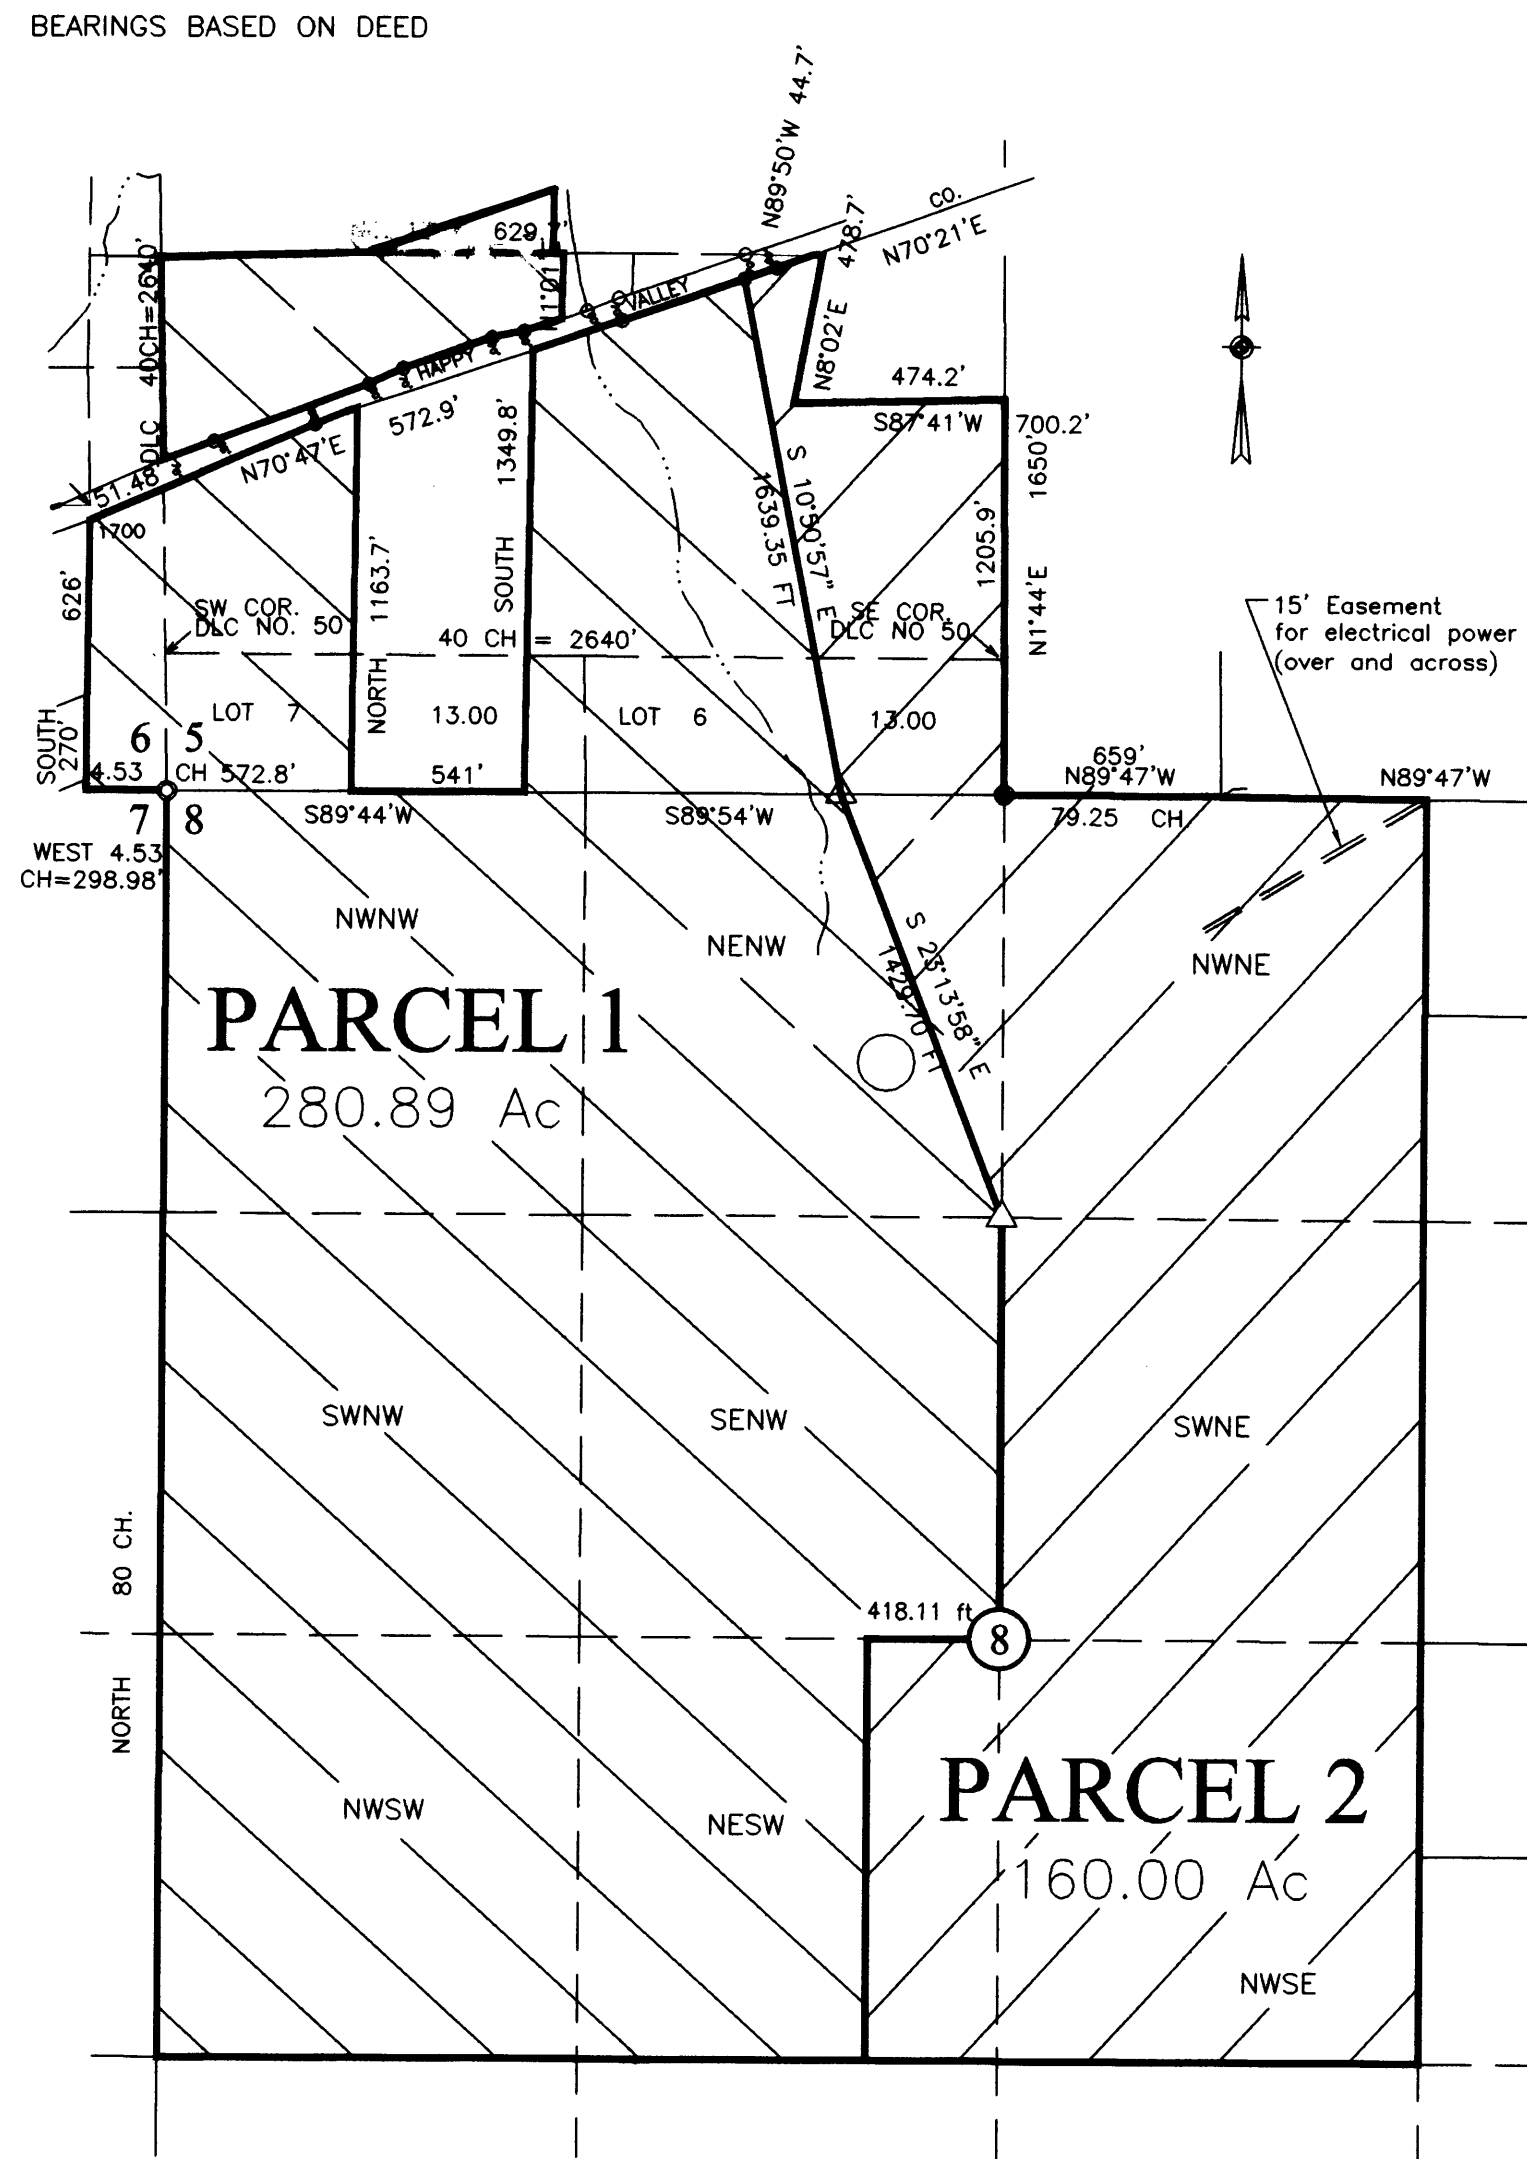 BEARINGS BASED ON DEED
N89°50'W 44.7'
CO.
N70°21'E
478.7'
629.7'
N1°01
DLC 40CH=2640'
VALLEY
HAPPY
N8°02'E
474.2'
S87°41'W
700.2'
572.9'
N70°47'E
51.48'
1700
1349.8'
SOUTH
1650'
N1°44'E
1205.9'
S 10°50'57" E
1639.35 FT
626'
1163.7'
NORTH
SW COR.
DLC NO. 50
40 CH = 2640'
SE COR.
DLC NO 50
15' Easement
for electrical power
(over and across)
LOT 7
13.00
LOT 6
13.00
SOUTH
270'
6 5
4.53 CH 572.8'
541'
659'
N89°47'W
N89°47'W
S89°44'W
S89°54'W
79.25 CH
7 8
WEST 4.53
CH=298.98'
NWNW
NENW
NWNE
S 23°13'58" E
1429.70 FT
PARCEL 1
280.89 Ac
SWNW
SENW
SWNE
NORTH 80 CH.
418.11 ft
8
PARCEL 2
160.00 Ac
NWSW
NESW
NWSE